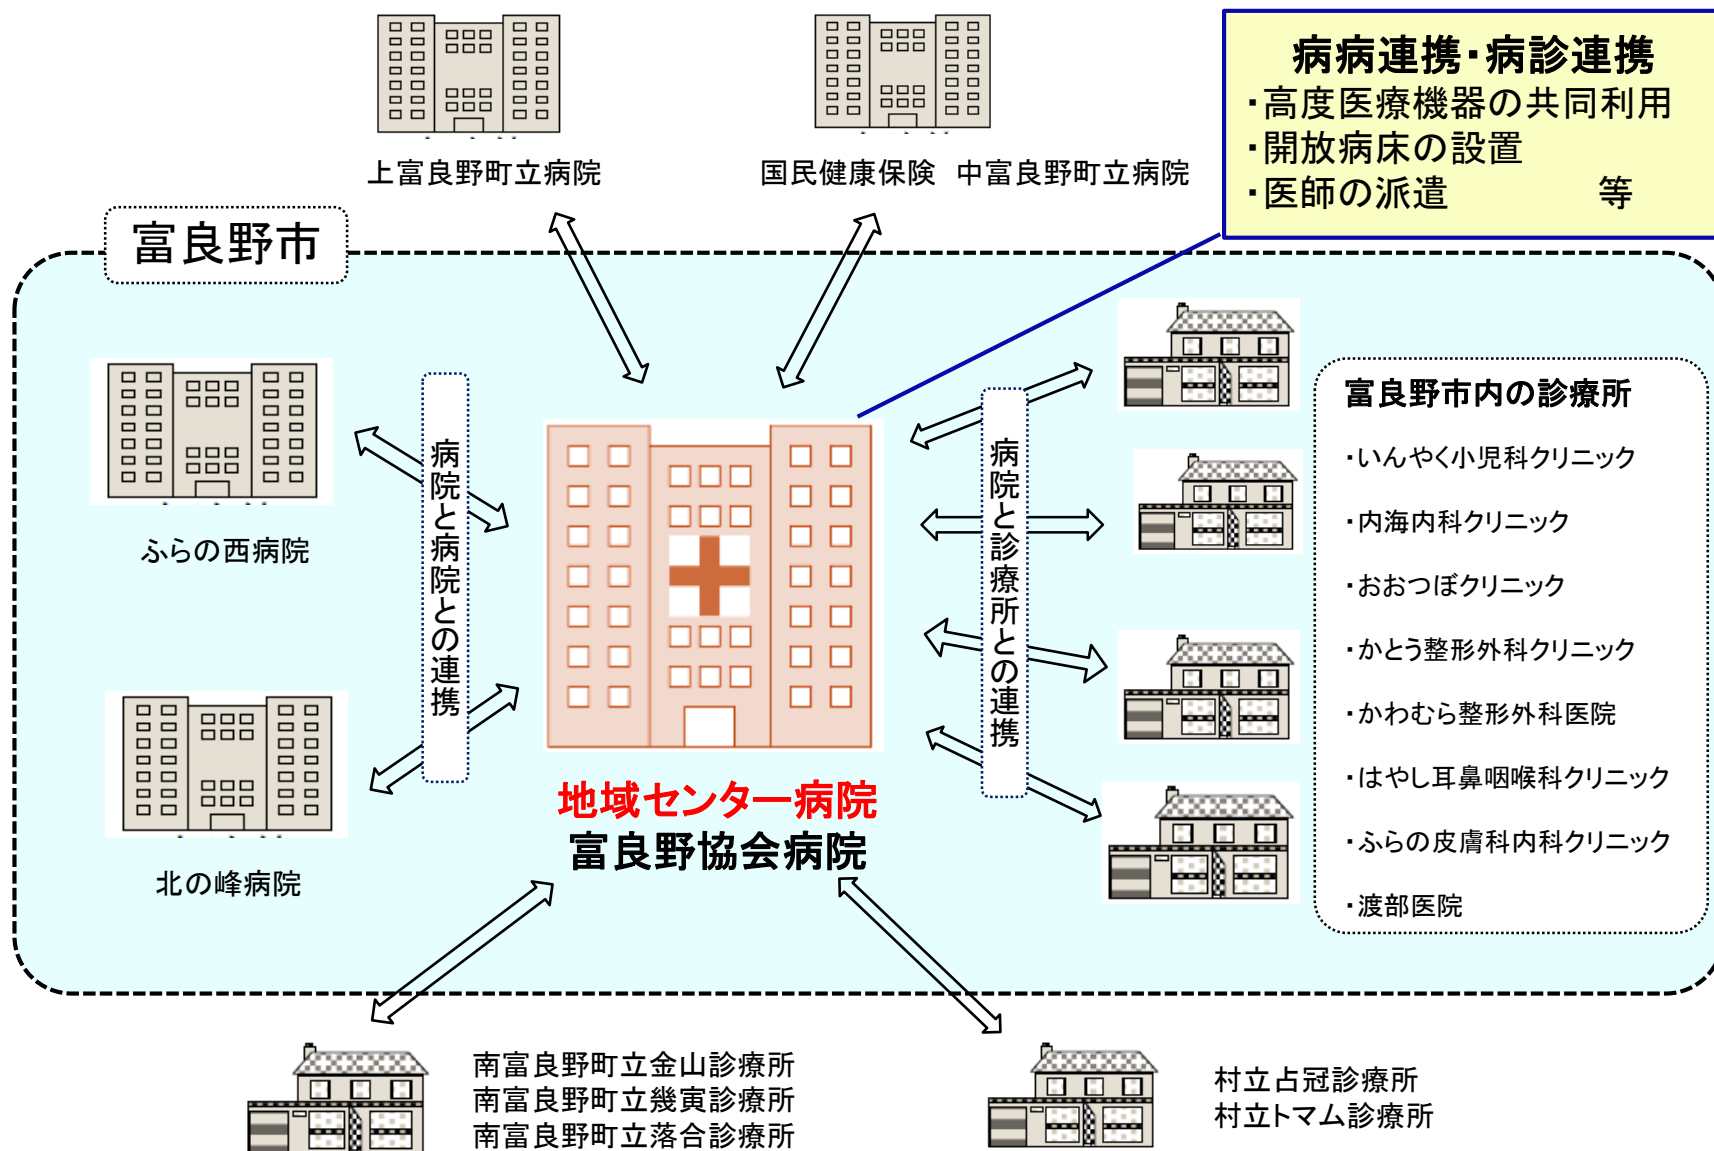 病病連携・病診連携
・高度医療機器の共同利用
・開放病床の設置
・医師の派遣　　　　等
上富良野町立病院
国民健康保険　中富良野町立病院
富良野市
ふらの西病院
北の峰病院
病院と病院との連携
地域センター病院
富良野協会病院
病院と診療所との連携
富良野市内の診療所
・いんやく小児科クリニック
・内海内科クリニック
・おおつぼクリニック
・かとう整形外科クリニック
・かわむら整形外科医院
・はやし耳鼻咽喉科クリニック
・ふらの皮膚科内科クリニック
・渡部医院
南富良野町立金山診療所
南富良野町立幾寅診療所
南富良野町立落合診療所
村立占冠診療所
村立トマム診療所